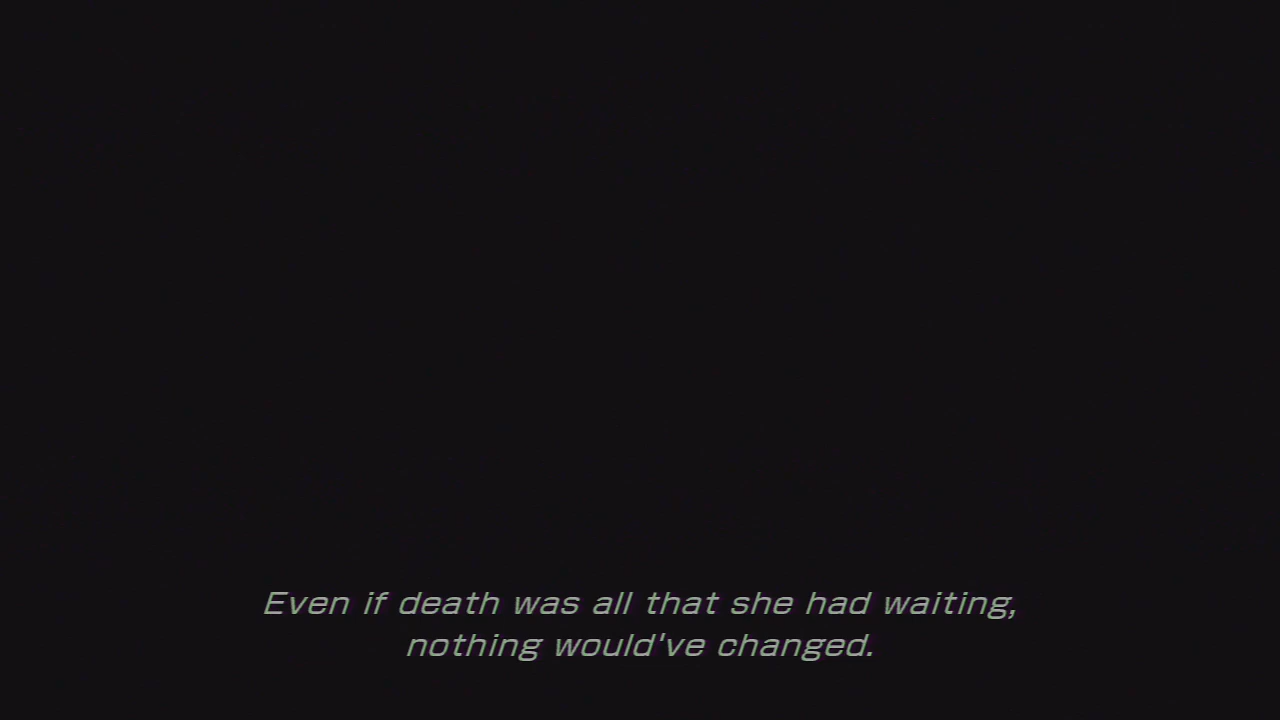 Even if death was all that she had waiting,
nothing would've changed.